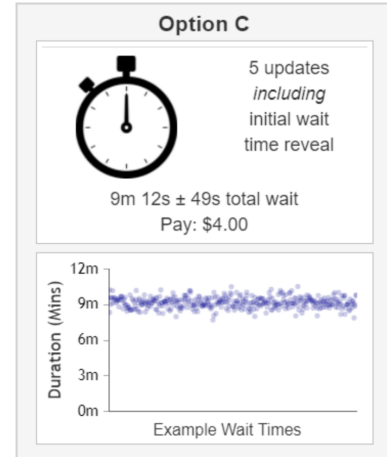 Option C
5 updates
including
initial wait
time reveal
9m 12s ± 49s total wait
Pay: $4.00
12m
9m
6m
3m
0m
Duration (Mins)
Example Wait Times